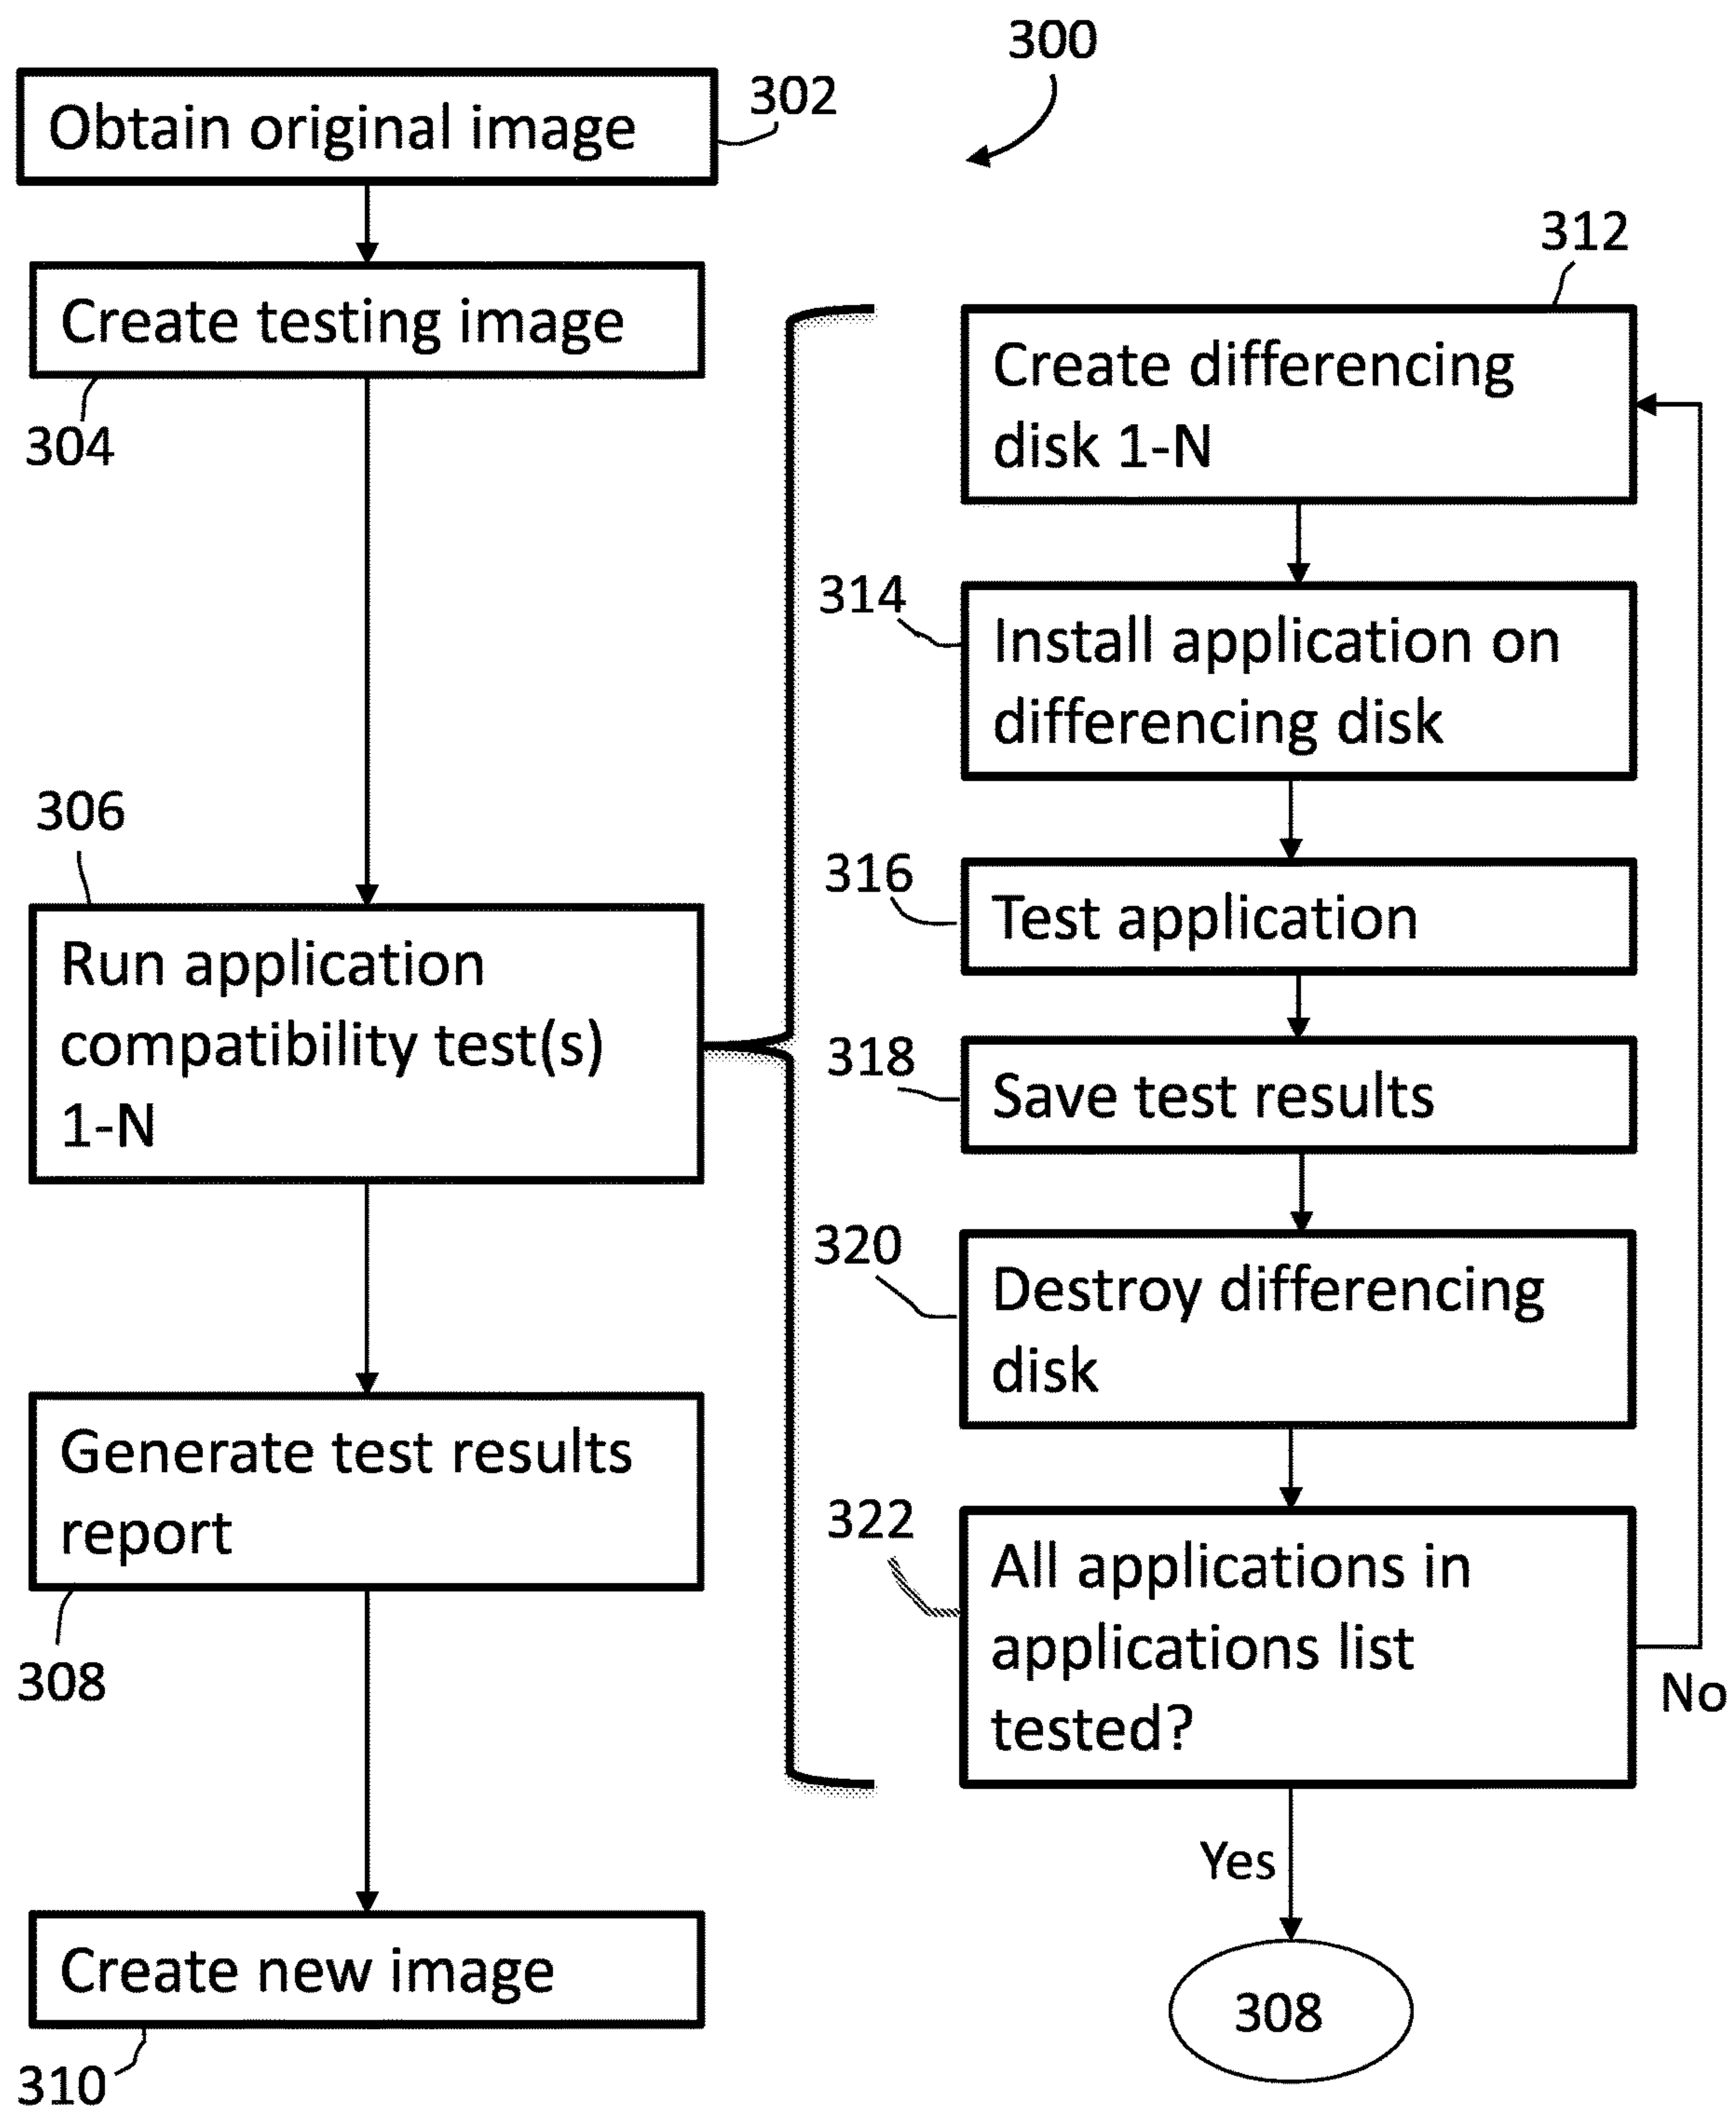 300
302
Obtain original image
Create testing image
304
306
Run application
compatibility test(s)
1-N
Generate test results
report
308
Create new image
310
312
Create differencing
disk 1-N
314
Install application on
differencing disk
316
Test application
318
Save test results
320
Destroy differencing
disk
322
All applications in
applications list
tested?
No
Yes
308